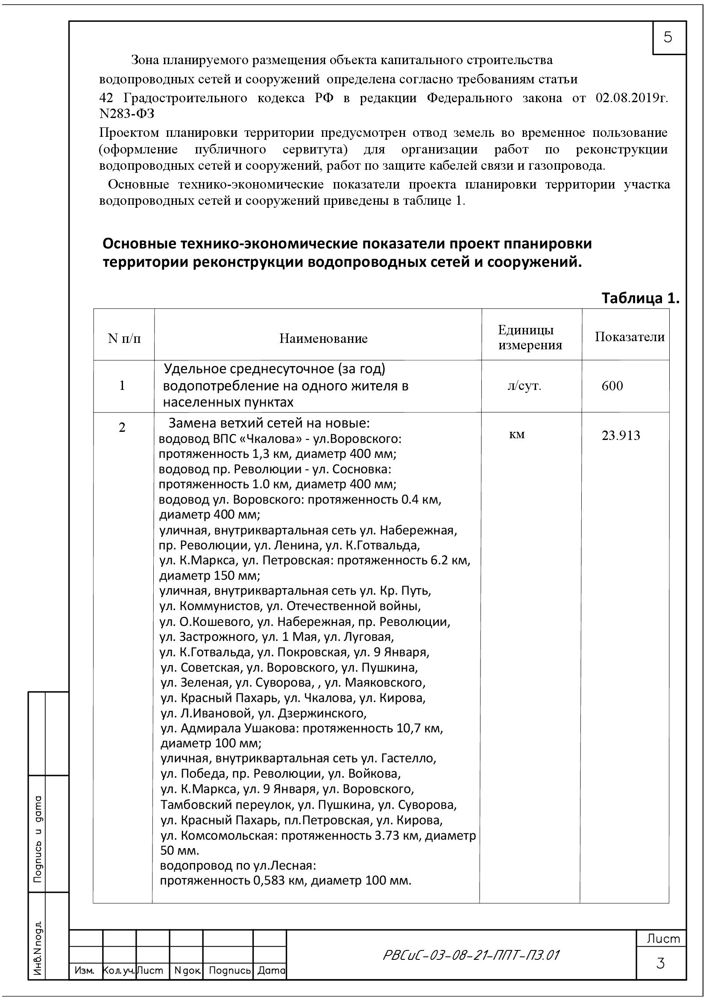 5
Зона планируемого размещения объекта капитального строительства
водопроводных сетей и сооружений определена согласно требованиям статьи
42 Градостроительного кодекса РФ в редакции Федерального закона от 02.08.2019г.
N283-ФЗ
Проектом планировки территории предусмотрен отвод земель во временное пользование
(оформление публичного сервитута) для организации работ по реконструкции
водопроводных сетей и сооружений, работ по защите кабелей связи и газопровода.
Основные технико-экономические показатели проекта планировки территории участка
водопроводных сетей и сооружений приведены в таблице 1.
Основные технико-экономические показатели проект ппанировки
территории реконструкции водопроводных сетей и сооружений.
Таблица 1.
N п/п
Наименование
Единицы
измерения
Показатели
1
Удельное среднесуточное (за год)
водопотребление на одного жителя в
населенных пунктах
л/сут.
600
2
Замена ветхий сетей на новые:
водовод ВПС «Чкалова» - ул.Воровского:
протяженность 1,3 км, диаметр 400 мм;
водовод пр. Революции - ул. Сосновка:
протяженность 1.0 км, диаметр 400 мм;
водовод ул. Воровского: протяженность 0.4 км,
диаметр 400 мм;
уличная, внутриквартальная сеть ул. Набережная,
пр. Революции, ул. Ленина, ул. К.Готвальда,
ул. К.Маркса, ул. Петровская: протяженность 6.2 км,
диаметр 150 мм;
уличная, внутриквартальная сеть ул. Кр. Путь,
ул. Коммунистов, ул. Отечественной войны,
ул. О.Кошевого, ул. Набережная, пр. Революции,
ул. Застрожного, ул. 1 Мая, ул. Луговая,
ул. К.Готвальда, ул. Покровская, ул. 9 Января,
ул. Советская, ул. Воровского, ул. Пушкина,
ул. Зеленая, ул. Суворова, , ул. Маяковского,
ул. Красный Пахарь, ул. Чкалова, ул. Кирова,
ул. Л.Ивановой, ул. Дзержинского,
ул. Адмирала Ушакова: протяженность 10,7 км,
диаметр 100 мм;
уличная, внутриквартальная сеть ул. Гастелло,
ул. Победа, пр. Революции, ул. Войкова,
ул. К.Маркса, ул. 9 Января, ул. Воровского,
Тамбовский переулок, ул. Пушкина, ул. Суворова,
ул. Красный Пахарь, пл.Петровская, ул. Кирова,
ул. Комсомольская: протяженность 3.73 км, диаметр
50 мм.
водопровод по ул.Лесная:
протяженность 0,583 км, диаметр 100 мм.
км
23.913
Подпись и дата
Инв.N подл.
Изм.
Кол.уч.
Лист
N док
Подпись
Дата
РВСиС-03-08-21-ППТ-ПЗ.01
Лист
3